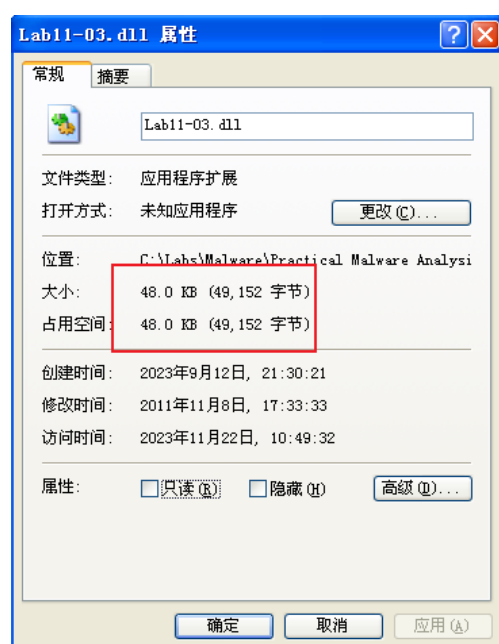 Lab11-03.dll 属性
常规 摘要
Lab11-03.dll
文件类型: 应用程序扩展
打开方式: 未知应用程序 更改(C)...
位置: C:\Labs\Malware\Practical Malware Analysi
大小: 48.0 KB (49,152 字节)
占用空间: 48.0 KB (49,152 字节)
创建时间: 2023年9月12日, 21:30:21
修改时间: 2011年11月8日, 17:33:33
访问时间: 2023年11月22日, 10:49:32
属性: 只读(R) 隐藏(H) 高级(D)...
确定 取消 应用(A)